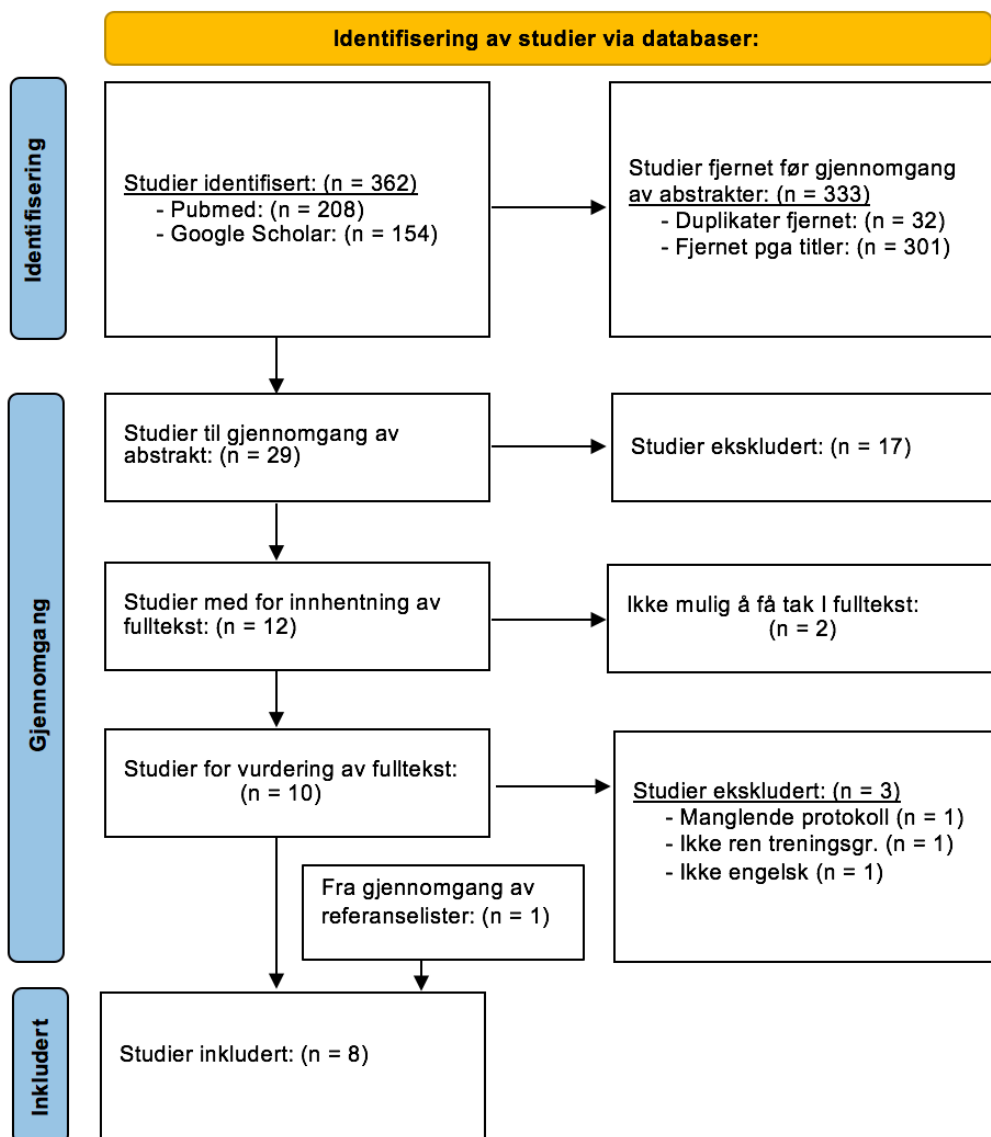 Identifisering av studier via databaser:
Identifisering
Studier identifisert: (n = 362)
- Pubmed: (n = 208)
- Google Scholar: (n = 154)
Studier fjernet før gjennomgang
av abstrakter: (n = 333)
- Duplikater fjernet: (n = 32)
- Fjernet pga titler: (n = 301)
Gjennomgang
Studier til gjennomgang av
abstrakt: (n = 29)
Studier ekskludert: (n = 17)
Studier med for innhentning av
fulltekst: (n = 12)
Ikke mulig å få tak I fulltekst:
(n = 2)
Studier for vurdering av fulltekst:
(n = 10)
Studier ekskludert: (n = 3)
- Manglende protokoll (n = 1)
- Ikke ren treningsgr. (n = 1)
- Ikke engelsk (n = 1)
Fra gjennomgang av
referanselister: (n = 1)
Inkludert
Studier inkludert: (n = 8)